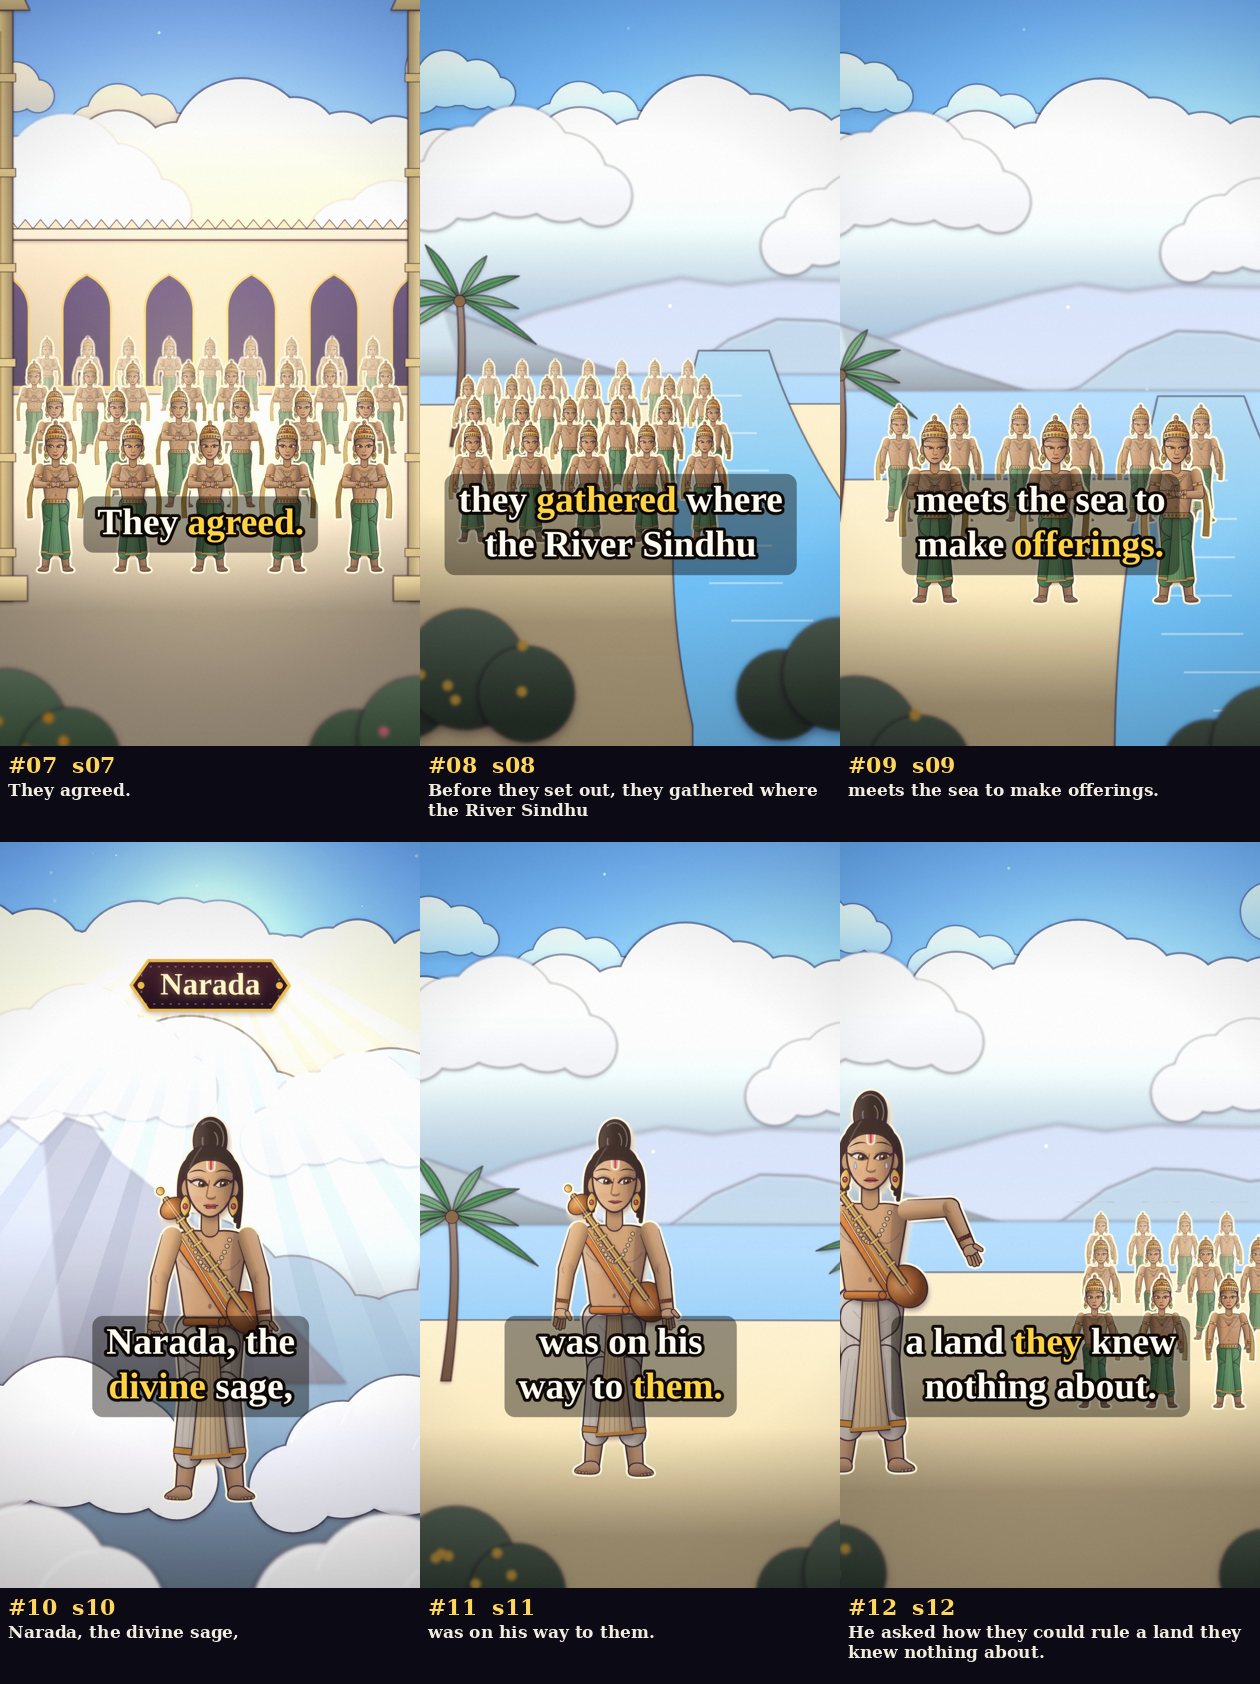 They agreed.
they gathered where
the River Sindhu
meets the sea to
make offerings.
#07 s07
They agreed.
#08 s08
Before they set out, they gathered where
the River Sindhu
#09 s09
meets the sea to make offerings.
Narada
Narada, the
divine sage,
was on his
way to them.
a land they knew
nothing about.
#10 s10
Narada, the divine sage,
#11 s11
was on his way to them.
#12 s12
He asked how they could rule a land they
knew nothing about.